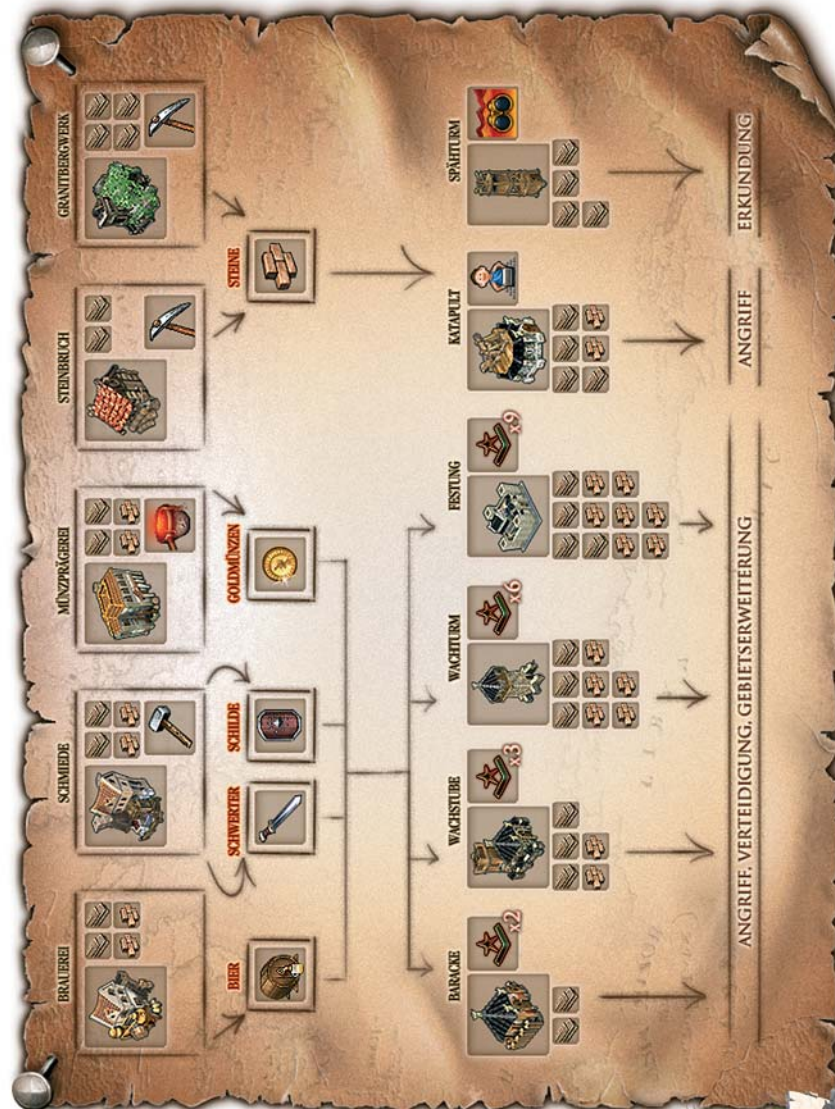 BRAUEREI
SCHMIEDE
MÜNZPRÄGEREI
STEINBRUCH
GRANITBERGWERK
BIER
SCHWERTER
SCHILDE
GOLDMÜNZEN
STEINE
BARACKE
WACHSTUBE
WACHTURM
FESTUNG
KATAPULT
SPÄHTURM
x2
x3
x6
x9
ANGRIFF, VERTEIDIGUNG, GEBIETSERWEITERUNG
ANGRIFF
ERKUNDUNG